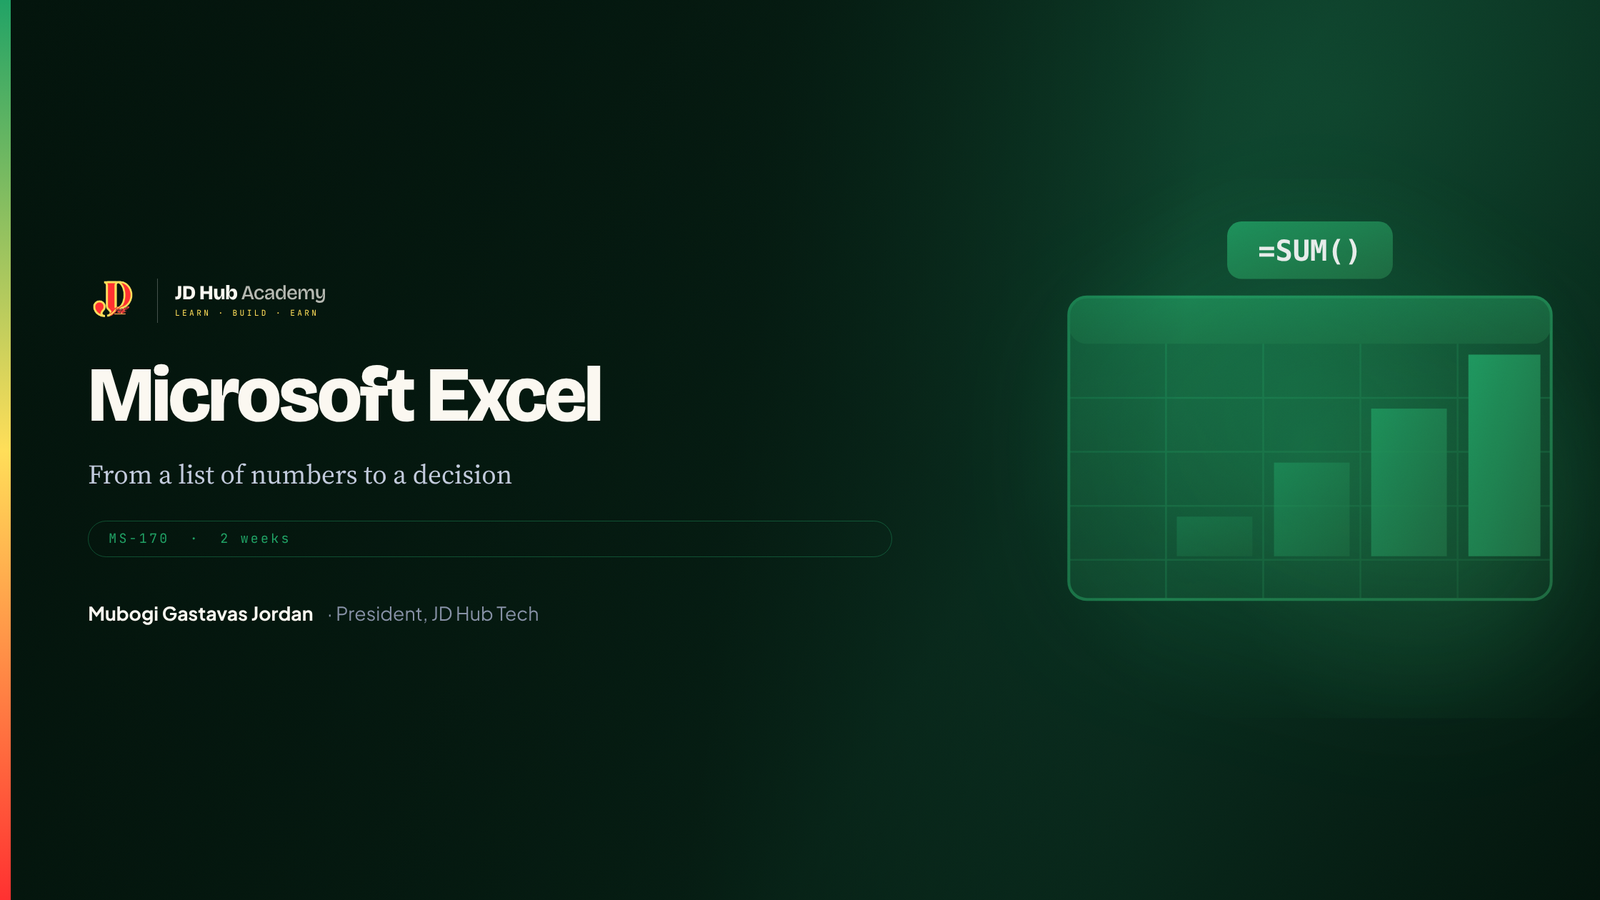 JD Hub Academy
LEARN · BUILD · EARN
Microsoft Excel
From a list of numbers to a decision
MS-170 · 2 weeks
Mubogi Gastavas Jordan · President, JD Hub Tech
=SUM()